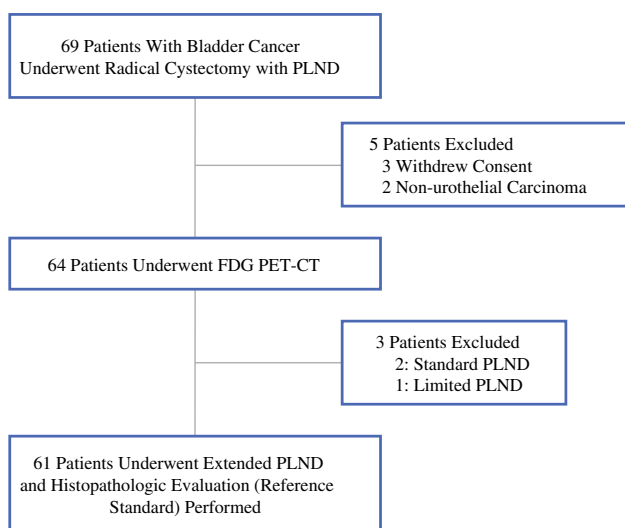 69 Patients With Bladder Cancer
Underwent Radical Cystectomy with PLND
5 Patients Excluded
3 Withdrew Consent
2 Non-urothelial Carcinoma
64 Patients Underwent FDG PET-CT
3 Patients Excluded
2: Standard PLND
1: Limited PLND
61 Patients Underwent Extended PLND
and Histopathologic Evaluation (Reference
Standard) Performed